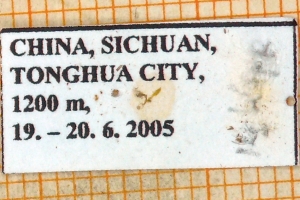 CHINA, SICHUAN,
TONGHUA CITY,
1200 m,
19. – 20. 6. 2005